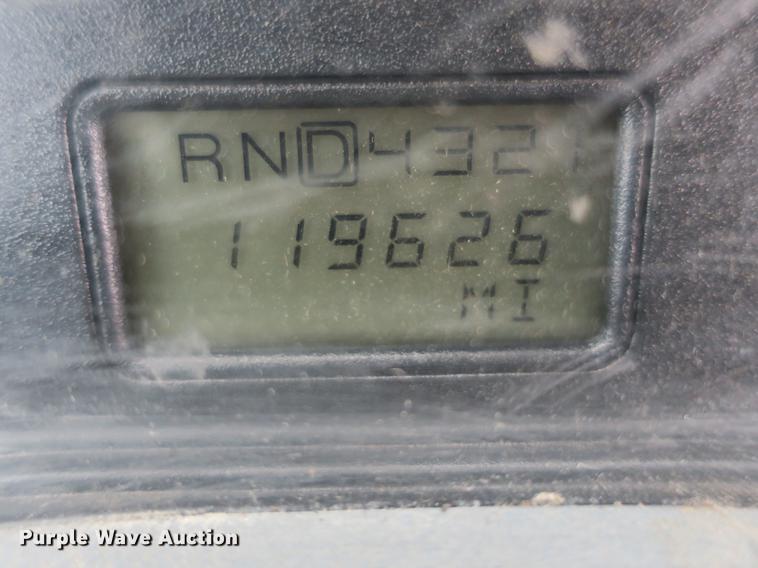 RND4321
119626
MI
Purple Wave Auction